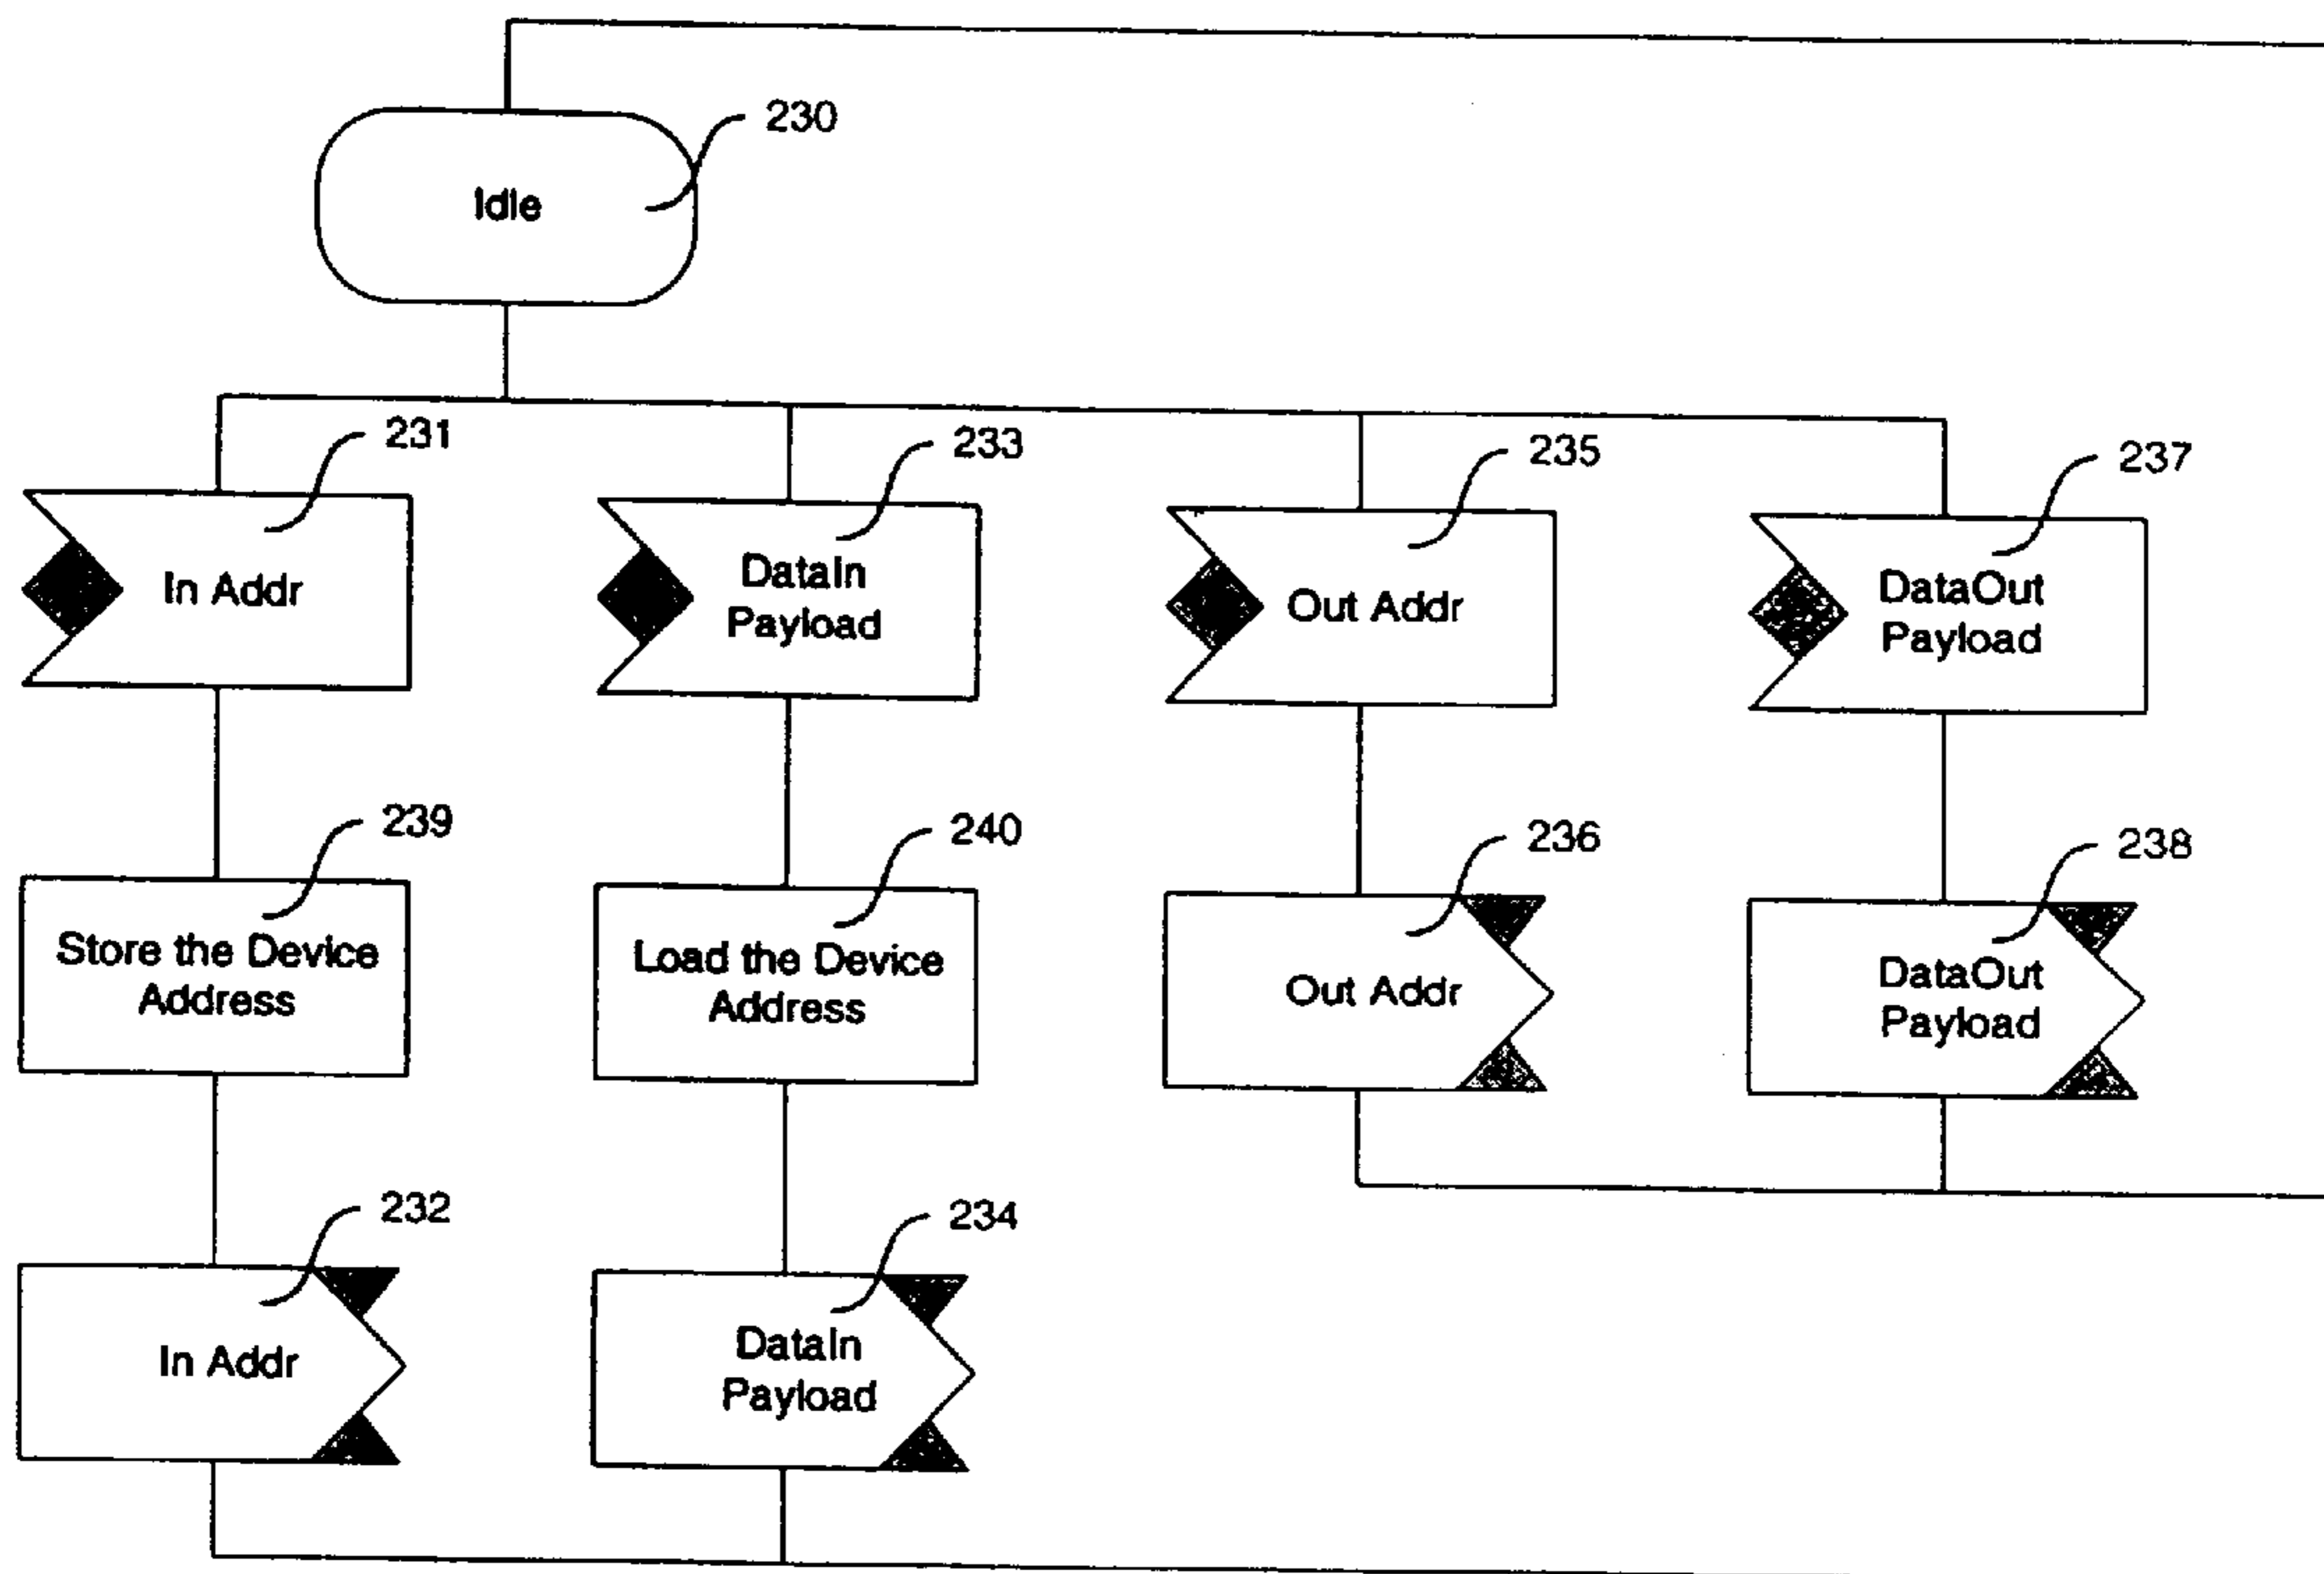 230
Idle
231
233
235
237
In Addr
DataIn
Payload
Out Addr
DataOut
Payload
239
240
236
238
Store the Device
Address
Load the Device
Address
Out Addr
DataOut
Payload
232
234
In Addr
DataIn
Payload